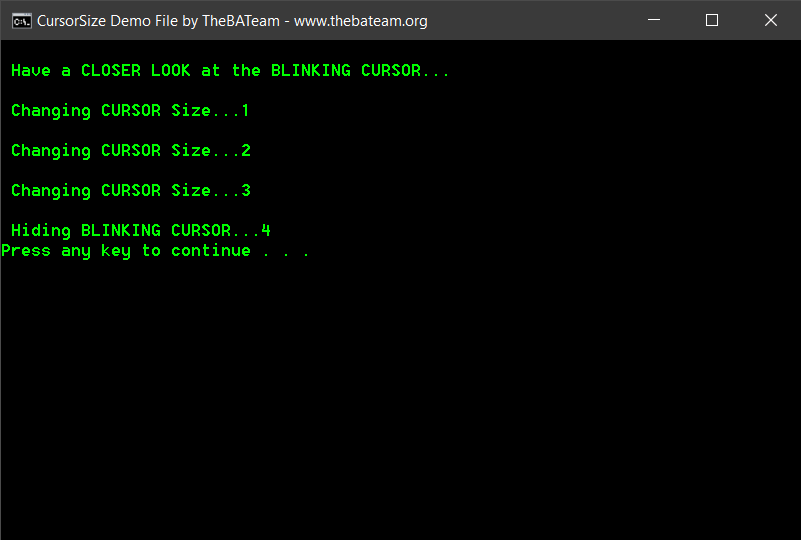 C:\.
CursorSize Demo File by TheBATeam - www.thebateam.org
Have a CLOSER LOOK at the BLINKING CURSOR...
Changing CURSOR Size...1
Changing CURSOR Size...2
Changing CURSOR Size...3
Hiding BLINKING CURSOR...4
Press any key to continue . . .